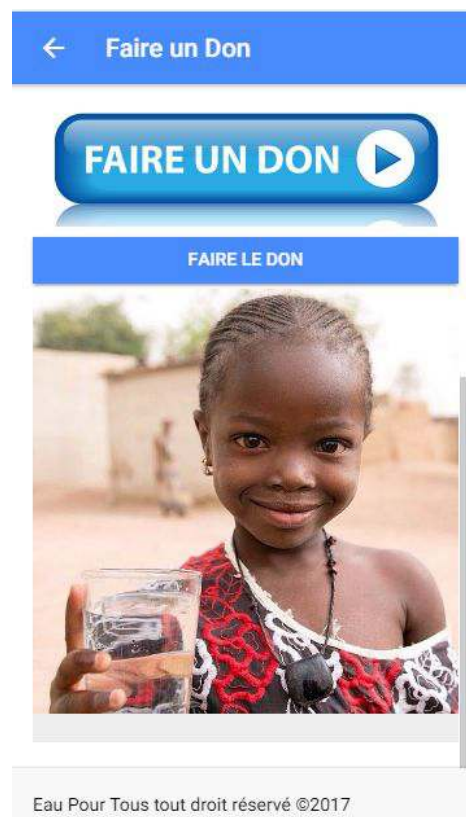 Faire un Don
FAIRE UN DON
FAIRE LE DON
Eau Pour Tous tout droit réservé ©2017